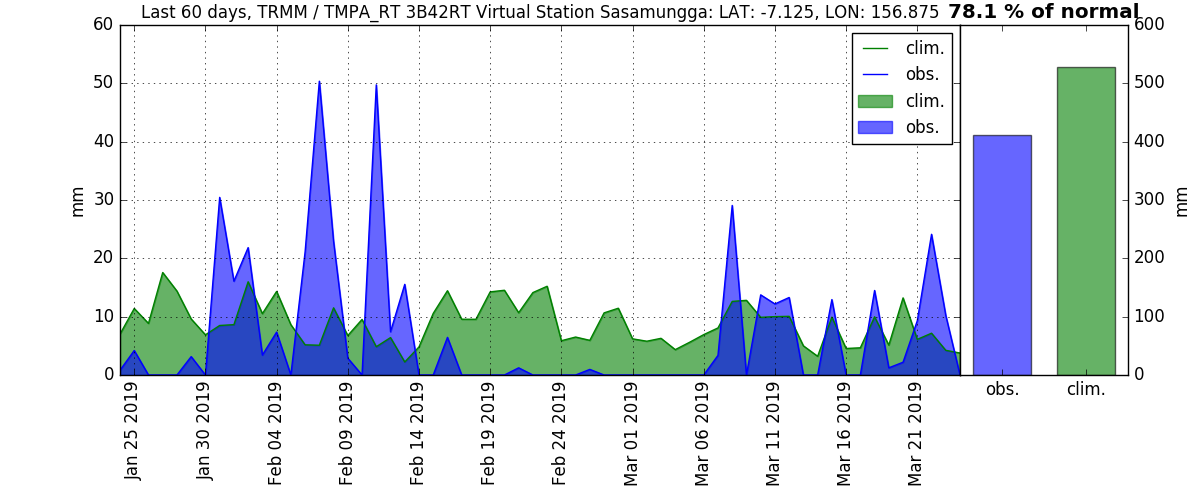 Last 60 days, TRMM / TMPA_RT 3B42RT Virtual Station Sasamungga: LAT: -7.125, LON: 156.875 78.1 % of normal
60
50
40
30
20
10
0
mm
clim.
obs.
clim.
obs.
600
500
400
300
200
100
0
mm
obs.
clim.
Jan 25 2019
Jan 30 2019
Feb 04 2019
Feb 09 2019
Feb 14 2019
Feb 19 2019
Feb 24 2019
Mar 01 2019
Mar 06 2019
Mar 11 2019
Mar 16 2019
Mar 21 2019